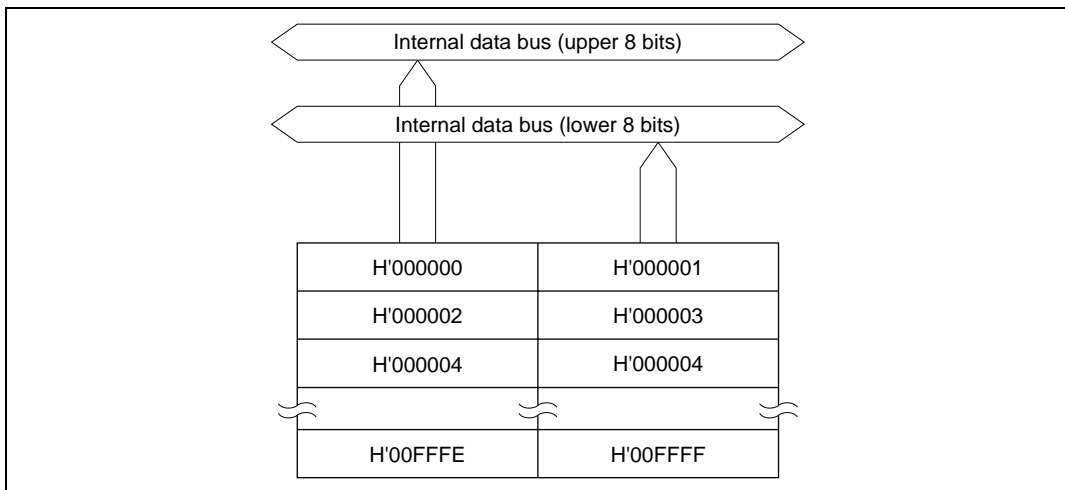 Internal data bus (upper 8 bits)
Internal data bus (lower 8 bits)
H'000000 H'000001
H'000002 H'000003
H'000004 H'000004
H'00FFFE H'00FFFF